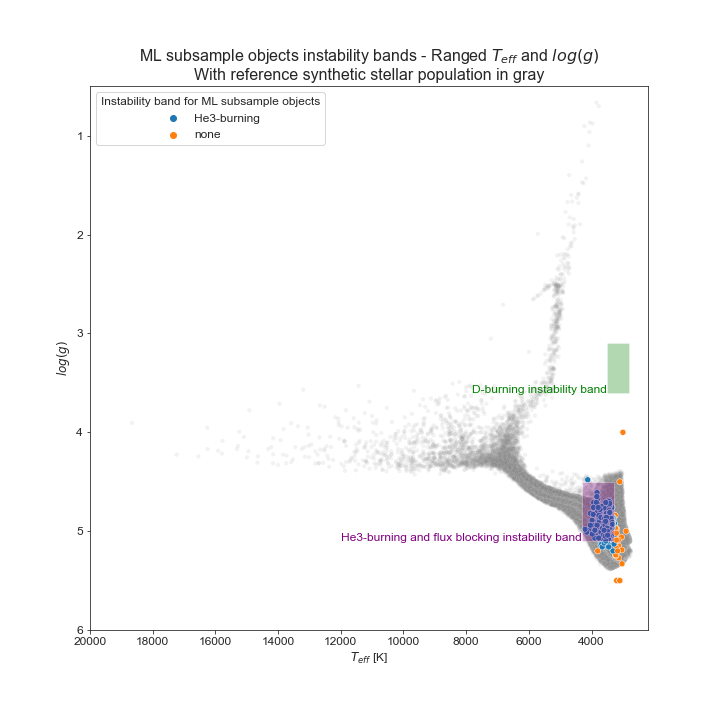 ML subsample objects instability bands - Ranged T_eff and log(g)
With reference synthetic stellar population in gray
Instability band for ML subsample objects
He3-burning
none
1
2
3
4
5
6
log(g)
D-burning instability band
He3-burning and flux blocking instability band
20000 18000 16000 14000 12000 10000 8000 6000 4000
T_eff [K]